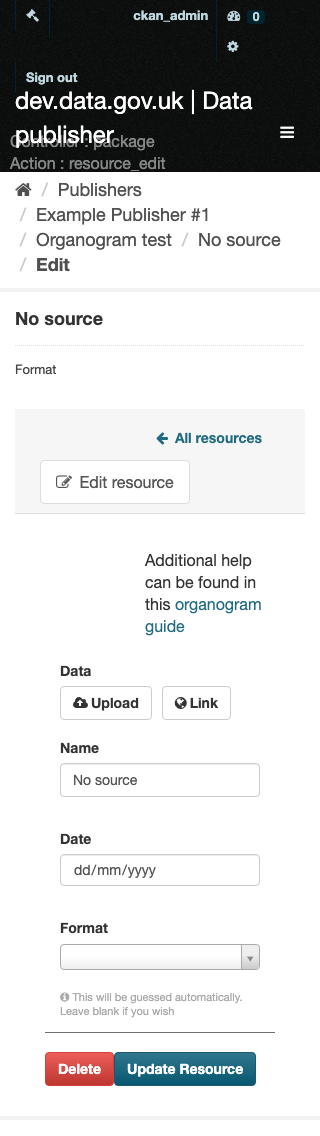 ckan_admin
0
Sign out
dev.data.gov.uk | Data
publisher
Controller : package
Action : resource_edit
/ Publishers
/ Example Publisher #1
/ Organogram test / No source
/ Edit
No source
Format
All resources
Edit resource
Additional help
can be found in
this organogram
guide
Data
Upload Link
Name
No source
Date
dd/mm/yyyy
Format
This will be guessed automatically.
Leave blank if you wish
Delete Update Resource